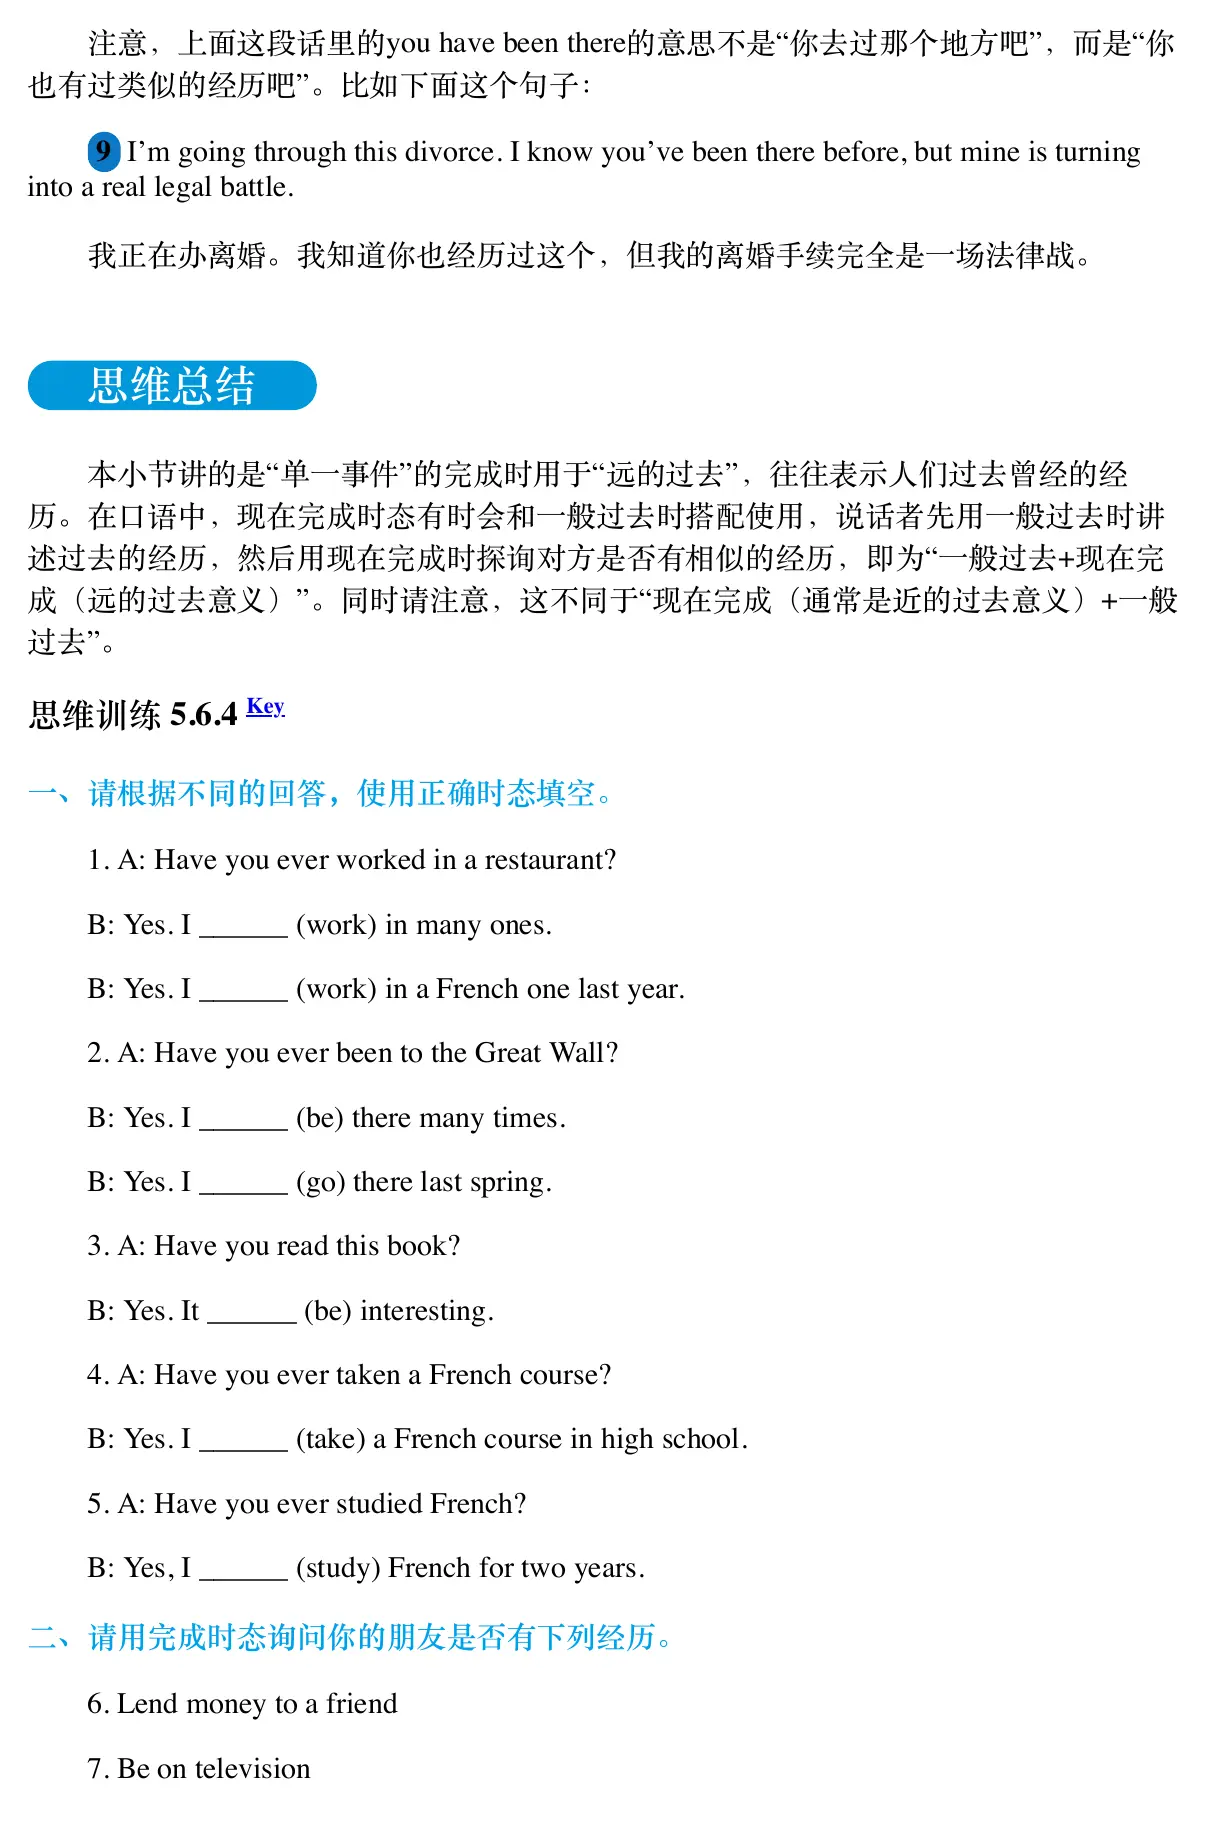 注意，上面这段话里的you have been there的意思不是“你去过那个地方吧”，而是“你
也有过类似的经历吧”。比如下面这个句子：
9 I’m going through this divorce. I know you’ve been there before, but mine is turning
into a real legal battle.
我正在办离婚。我知道你也经历过这个，但我的离婚手续完全是一场法律战。
思维总结
本小节讲的是“单一事件”的完成时用于“远的过去”，往往表示人们过去曾经的经
历。在口语中，现在完成时态有时会和一般过去时搭配使用，说话者先用一般过去时讲
述过去的经历，然后用现在完成时探询对方是否有相似的经历，即为“一般过去+现在完
成（远的过去意义）”。同时请注意，这不同于“现在完成（通常是近的过去意义）+一般
过去”。
思维训练 5.6.4 Key
一、请根据不同的回答，使用正确时态填空。
1. A: Have you ever worked in a restaurant?
B: Yes. I ______ (work) in many ones.
B: Yes. I ______ (work) in a French one last year.
2. A: Have you ever been to the Great Wall?
B: Yes. I ______ (be) there many times.
B: Yes. I ______ (go) there last spring.
3. A: Have you read this book?
B: Yes. It ______ (be) interesting.
4. A: Have you ever taken a French course?
B: Yes. I ______ (take) a French course in high school.
5. A: Have you ever studied French?
B: Yes, I ______ (study) French for two years.
二、请用完成时态询问你的朋友是否有下列经历。
6. Lend money to a friend
7. Be on television